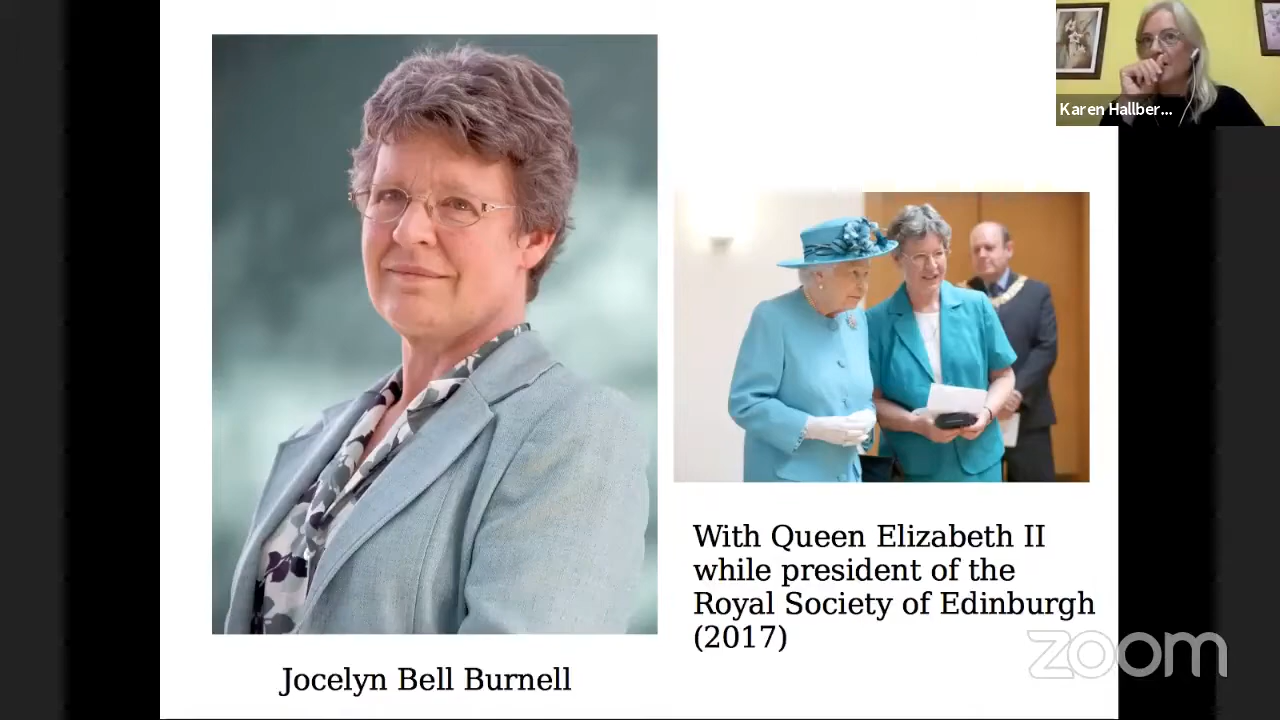 Karen Hallber...
With Queen Elizabeth II
while president of the
Royal Society of Edinburgh
(2017)
zoom
Jocelyn Bell Burnell